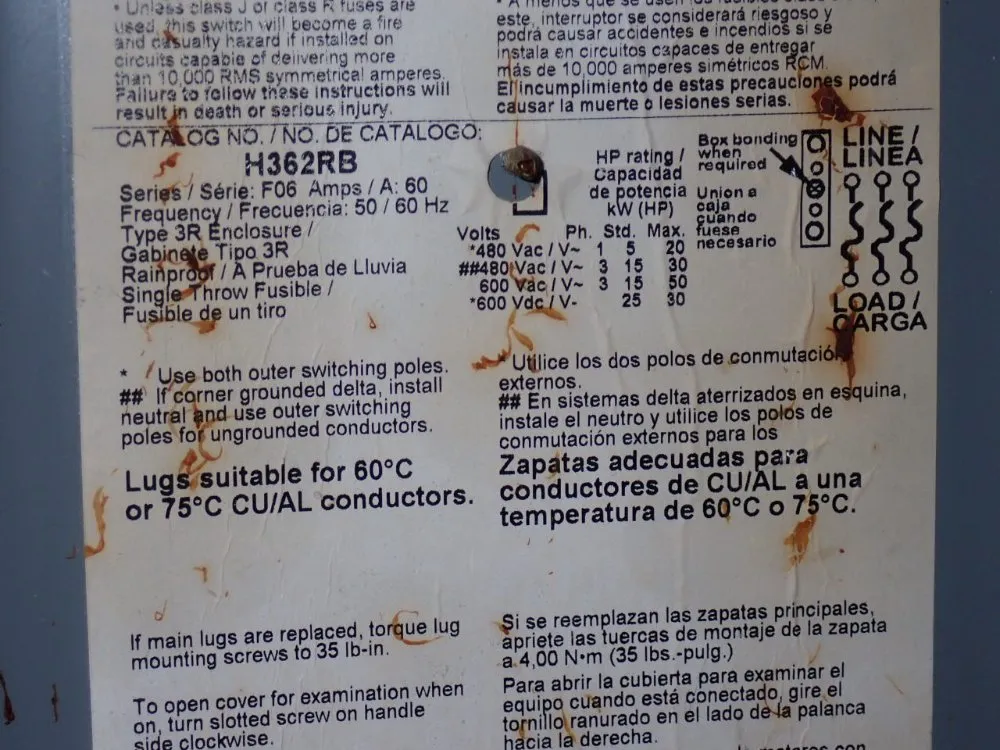 * Unless class J or class R fuses are
used, this switch will become a fire
and casualty hazard if installed on
circuits capable of delivering more
than 10,000 RMS symmetrical amperes.
Failure to follow these instructions will
result in death or serious injury.
* A menos que se usen los fusibles
este, interruptor se considerará riesgoso y
podrá causar accidentes e incendios si se
instala en circuitos capaces de entregar
más de 10,000 amperes simétricos RCM.
El incumplimiento de estas precauciones podrá
causar la muerte o lesiones serias.
CATALOG NO. / NO. DE CATALOGO:
H362RB
Series / Série: F06 Amps / A: 60
Frequency / Frecuencia: 50 / 60 Hz
Type 3R Enclosure /
Gabinete Tipo 3R
Rainproof / A Prueba de Lluvia
Single Throw Fusible /
Fusible de un tiro
HP rating /
Capacidad
de potencia
kW (HP)
Volts Ph. Std. Max.
*480 Vac / V~ 1 5 20
##480 Vac / V~ 3 15 30
600 Vac / V~ 3 15 50
*600 Vdc / V- 25 30
Box bonding
when
required
Union a
caja
cuando
fuese
necesario
LINE /
LINEA
LOAD /
CARGA
* Use both outer switching poles.
## If corner grounded delta, install
neutral and use outer switching
poles for ungrounded conductors.
Lugs suitable for 60°C
or 75°C CU/AL conductors.
* Utilice los dos polos de conmutación
externos.
## En sistemas delta aterrizados en esquina,
instale el neutro y utilice los polos de
conmutación externos para los
Zapatas adecuadas para
conductores de CU/AL a una
temperatura de 60°C o 75°C.
If main lugs are replaced, torque lug
mounting screws to 35 lb-in.
To open cover for examination when
on, turn slotted screw on handle
side clockwise.
Si se reemplazan las zapatas principales,
apriete las tuercas de montaje de la zapata
a 4,00 N•m (35 lbs.-pulg.)
Para abrir la cubierta para examinar el
equipo cuando está conectado, gire el
tornillo ranurado en el lado de la palanca
hacia la derecha.